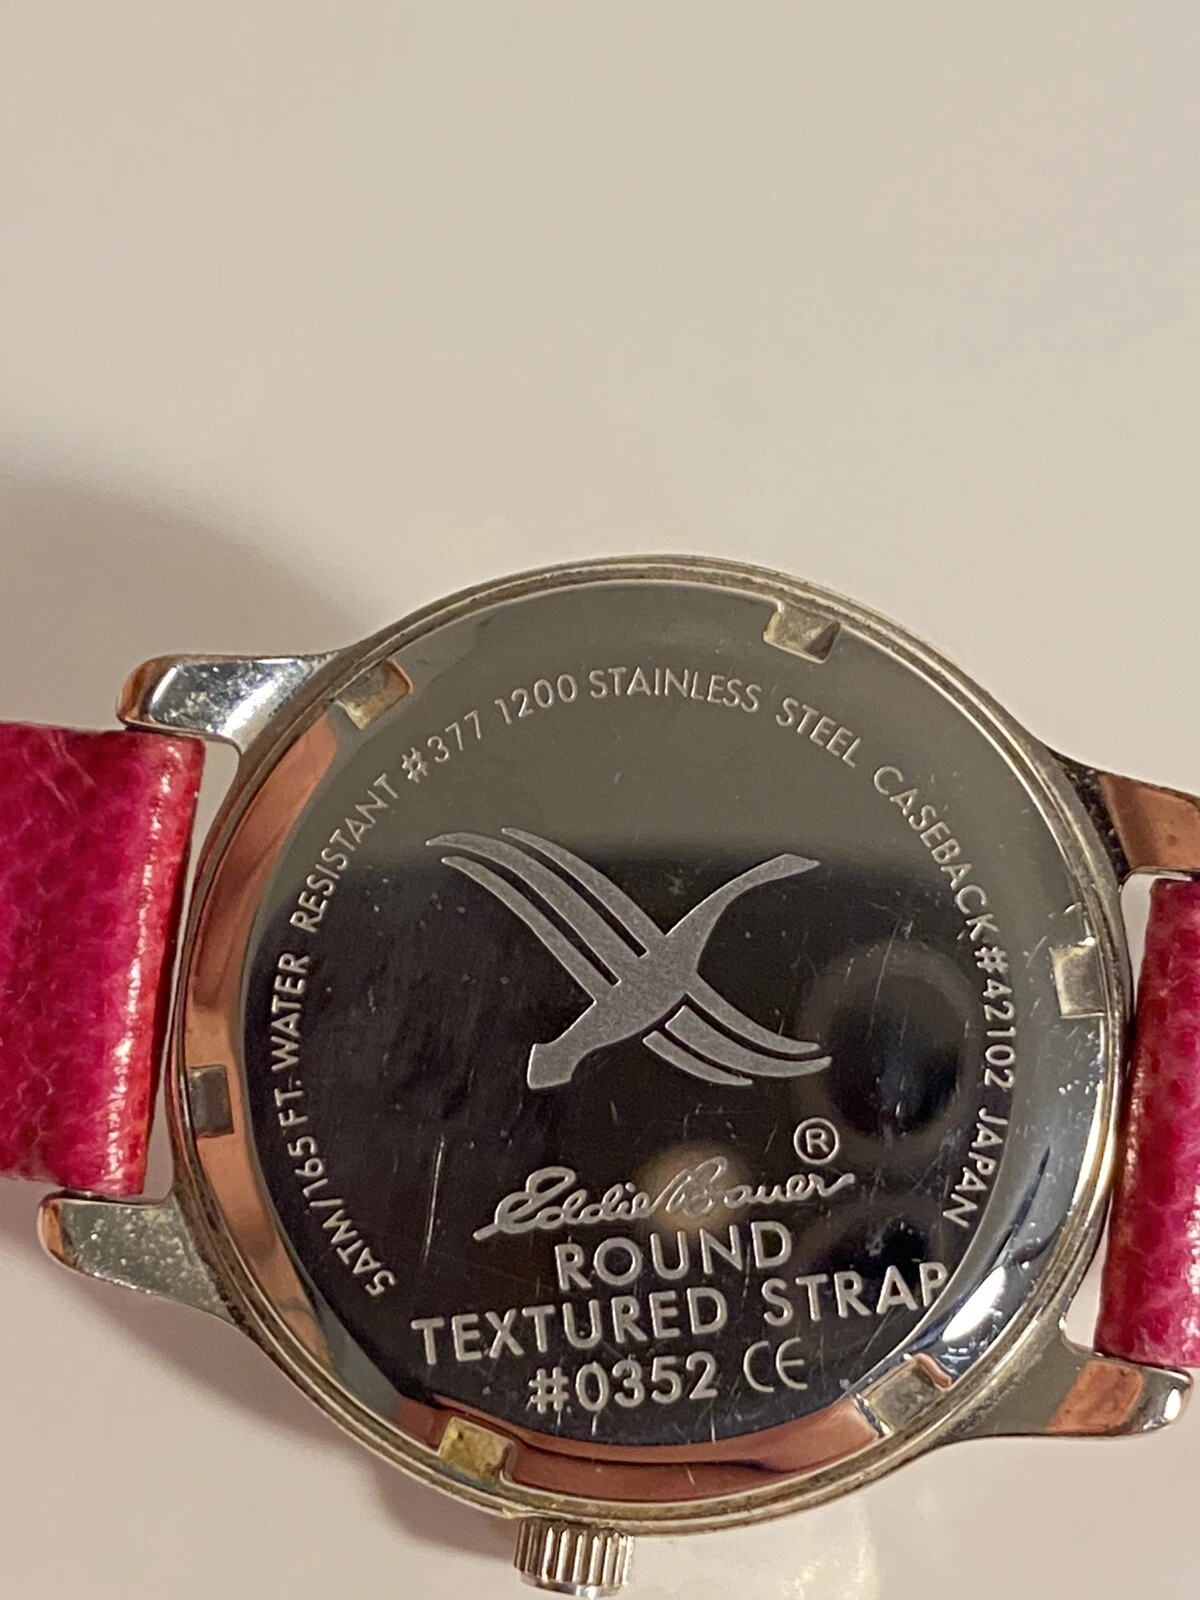 5ATM/165 FT. WATER RESISTANT #377 1200 STAINLESS STEEL CASEBACK #42102 JAPAN
®
Eddie Bauer
ROUND
TEXTURED STRAP
#0352 CE